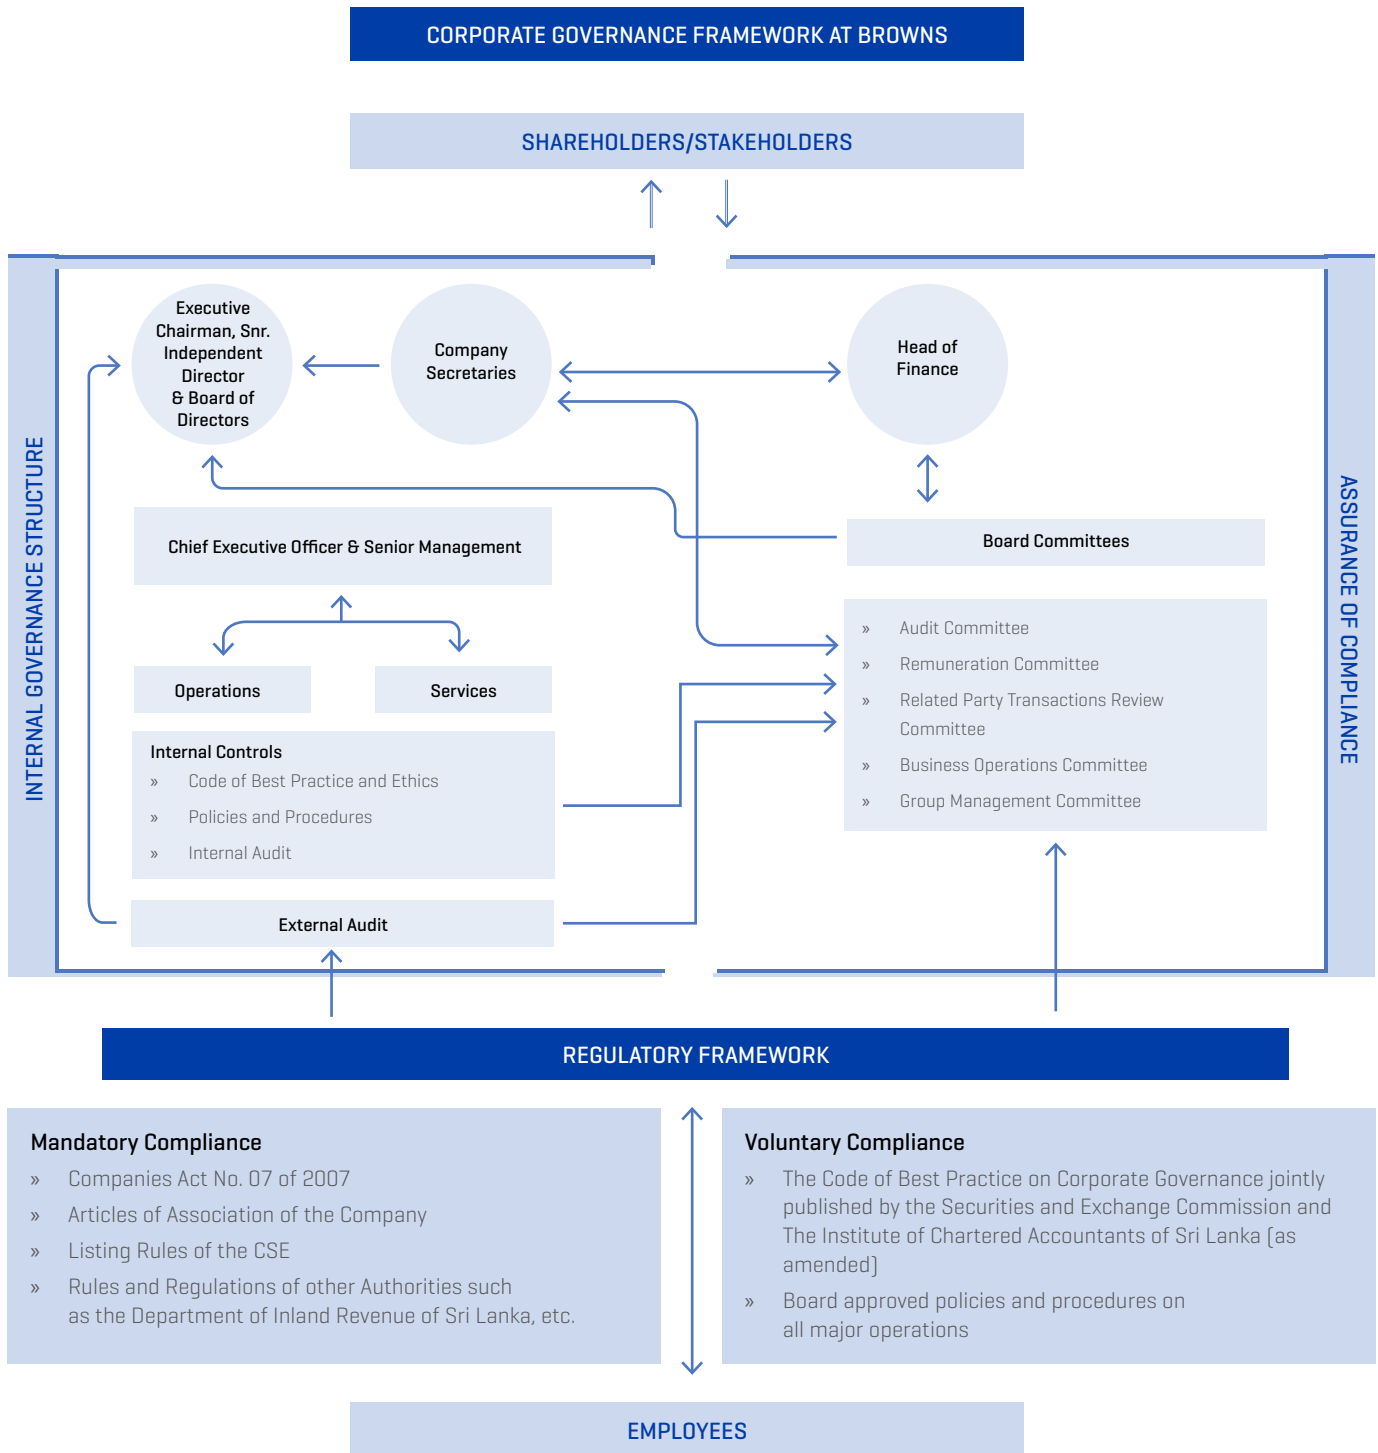 CORPORATE GOVERNANCE FRAMEWORK AT BROWNS
SHAREHOLDERS/STAKEHOLDERS
INTERNAL GOVERNANCE STRUCTURE
Executive
Chairman, Snr.
Independent
Director
& Board of
Directors
Company
Secretaries
Head of
Finance
Chief Executive Officer & Senior Management
Operations
Services
Internal Controls
» Code of Best Practice and Ethics
» Policies and Procedures
» Internal Audit
External Audit
Board Committees
» Audit Committee
» Remuneration Committee
» Related Party Transactions Review
Committee
» Business Operations Committee
» Group Management Committee
ASSURANCE OF COMPLIANCE
REGULATORY FRAMEWORK
Mandatory Compliance
» Companies Act No. 07 of 2007
» Articles of Association of the Company
» Listing Rules of the CSE
» Rules and Regulations of other Authorities such
as the Department of Inland Revenue of Sri Lanka, etc.
Voluntary Compliance
» The Code of Best Practice on Corporate Governance jointly
published by the Securities and Exchange Commission and
The Institute of Chartered Accountants of Sri Lanka (as
amended)
» Board approved policies and procedures on
all major operations
EMPLOYEES